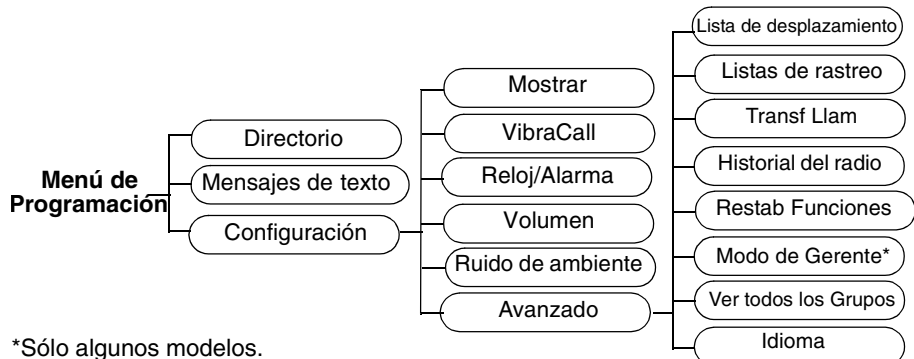 Menú de
Programación
Directorio
Mensajes de texto
Configuración
Mostrar
VibraCall
Reloj/Alarma
Volumen
Ruido de ambiente
Avanzado
Lista de desplazamiento
Listas de rastreo
Transf Llam
Historial del radio
Restab Funciones
Modo de Gerente*
Ver todos los Grupos
Idioma
*Sólo algunos modelos.